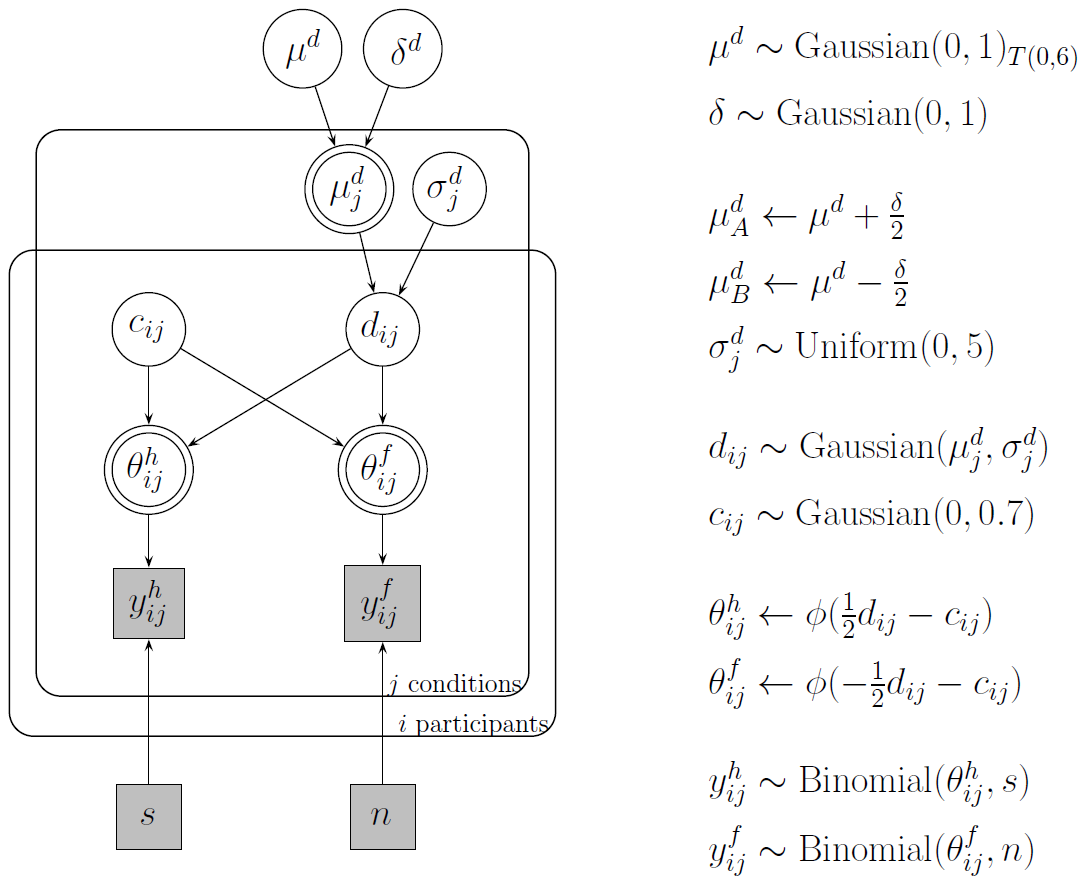 μ^d
δ^d
μ_j^d
σ_j^d
c_ij
d_ij
θ_ij^h
θ_ij^f
y_ij^h
y_ij^f
j conditions
i participants
s
n
μ^d ∼ Gaussian(0, 1)_T(0,6)
δ ∼ Gaussian(0, 1)
μ_A^d ← μ^d + δ/2
μ_B^d ← μ^d − δ/2
σ_j^d ∼ Uniform(0, 5)
d_ij ∼ Gaussian(μ_j^d, σ_j^d)
c_ij ∼ Gaussian(0, 0.7)
θ_ij^h ← ϕ(1/2 d_ij − c_ij)
θ_ij^f ← ϕ(−1/2 d_ij − c_ij)
y_ij^h ∼ Binomial(θ_ij^h, s)
y_ij^f ∼ Binomial(θ_ij^f, n)